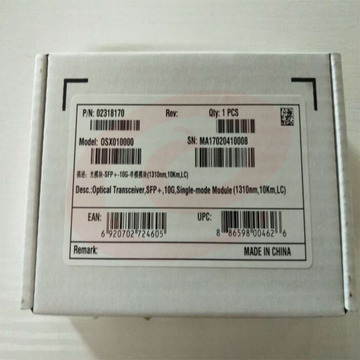 P/N: 02318170 Rev: Qty: 1 PCS
Model: OSX010000 SN: MA17020410008
描述: 光模块-SFP+-10G-单模模块(1310nm,10Km,LC)
Desc.:Optical Transceiver,SFP+,10G,Single-mode Module(1310nm,10Km,LC)
EAN: UPC:
6 920702 724605 8 86598 00462 6
Remark: MADE IN CHINA